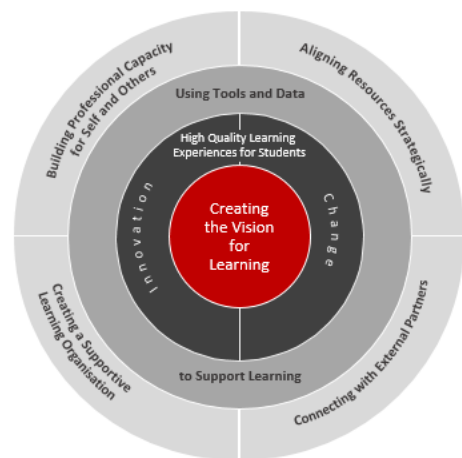 Building Professional Capacity
for Self and Others
Aligning Resources Strategically
Using Tools and Data
High Quality Learning
Experiences for Students
Innovation
Change
Creating
the Vision
for
Learning
to Support Learning
Creating a Supportive
Learning Organisation
Connecting with External Partners